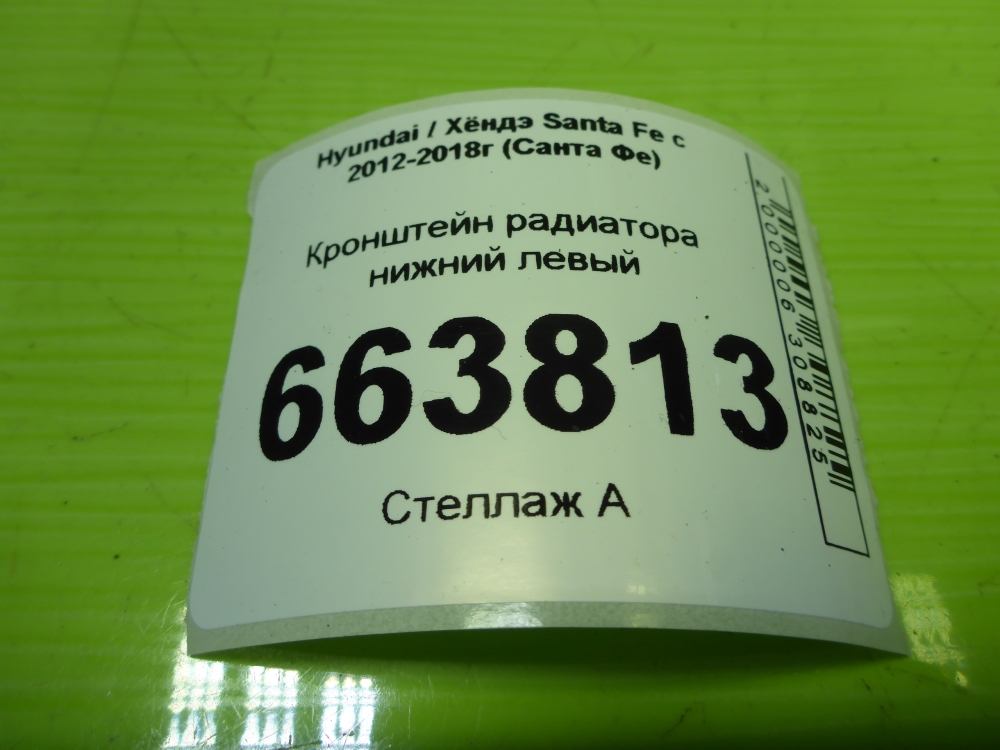 Hyundai / Хёндэ Santa Fe с
2012-2018г (Санта Фе)
Кронштейн радиатора
нижний левый
663813
Стеллаж А
2000006308825